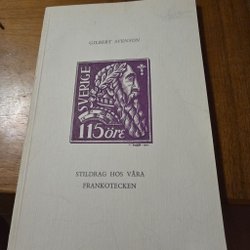 GILBERT SVENSON
SVERIGE
115 ÖRE
STILDRAG HOS VÅRA
FRANKOTECKEN